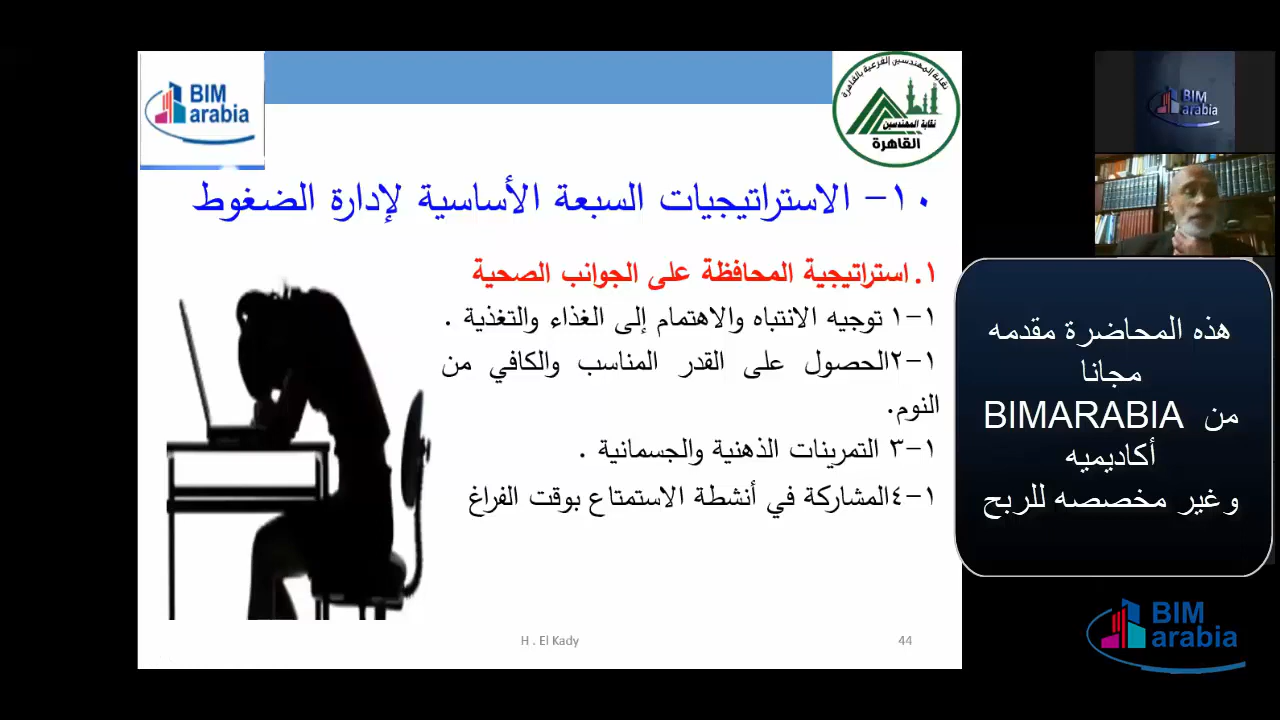 BIM
arabia
نقابة المهندسين الفرعية بالقاهرة
نقابة المهندسين
القاهرة
١٠- الاستراتيجيات السبعة الأساسية لإدارة الضغوط
١. استراتيجية المحافظة على الجوانب الصحية
١-١ توجيه الانتباه والاهتمام إلى الغذاء والتغذية .
١-٢الحصول على القدر المناسب والكافي من
النوم.
١-٣ التمرينات الذهنية والجسمانية .
١-٤المشاركة في أنشطة الاستمتاع بوقت الفراغ
H . El Kady
44
BIM
arabia
هذه المحاضرة مقدمه
مجانا
من BIMARABIA
أكاديميه
وغير مخصصه للربح
BIM
arabia